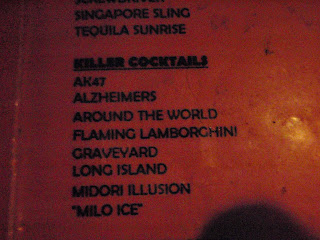 SCREWDRIVER
SINGAPORE SLING
TEQUILA SUNRISE
KILLER COCKTAILS
AK47
ALZHEIMERS
AROUND THE WORLD
FLAMING LAMBORGHINI
GRAVEYARD
LONG ISLAND
MIDORI ILLUSION
"MILO ICE"